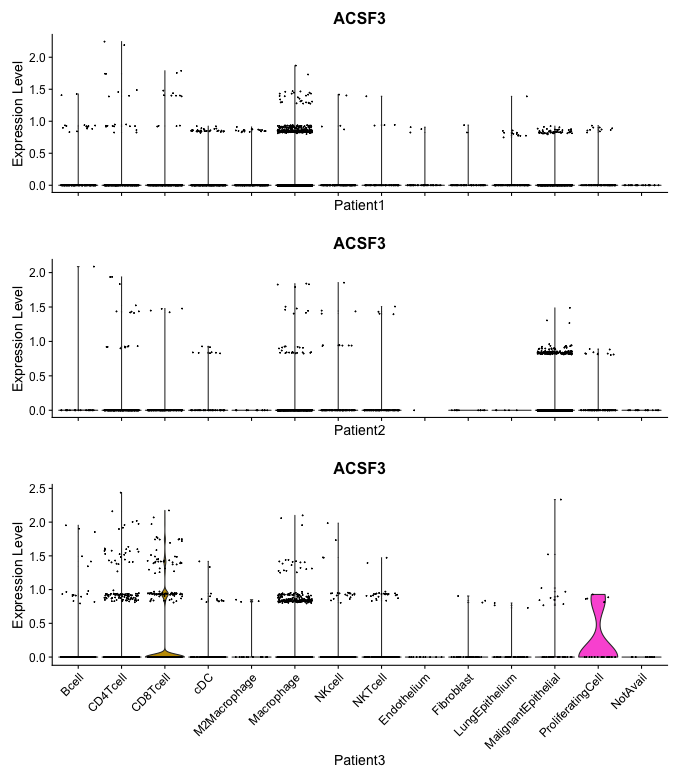 ACSF3
Expression Level
2.0
1.5
1.0
0.5
0.0
Patient1
ACSF3
Expression Level
2.0
1.5
1.0
0.5
0.0
Patient2
ACSF3
Expression Level
2.5
2.0
1.5
1.0
0.5
0.0
Bcell
CD4Tcell
CD8Tcell
cDC
M2Macrophage
Macrophage
NKcell
NKTcell
Endothelium
Fibroblast
LungEpithelium
MalignantEpithelial
ProliferatingCell
NotAvail
Patient3